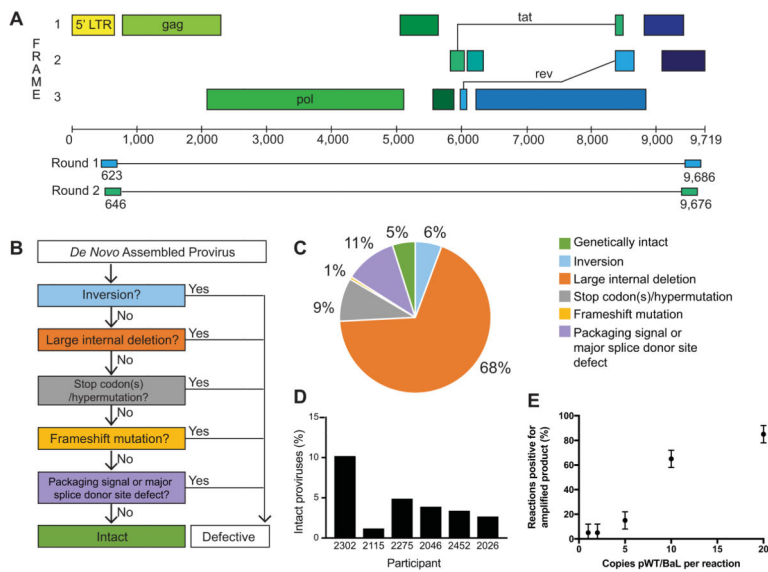 A
F
R
A
M
E
1
2
3
5' LTR
gag
tat
rev
pol
0 1,000 2,000 3,000 4,000 5,000 6,000 7,000 8,000 9,000 9,719
Round 1
623 9,686
Round 2
646 9,676
B
De Novo Assembled Provirus
Inversion?
Yes
No
Large internal deletion?
Yes
No
Stop codon(s)
/hypermutation?
Yes
No
Frameshift mutation?
Yes
No
Packaging signal or major
splice donor site defect?
Yes
No
Intact
Defective
C
5%
6%
11%
1%
9%
68%
Genetically intact
Inversion
Large internal deletion
Stop codon(s)/hypermutation
Frameshift mutation
Packaging signal or
major splice donor site
defect
D
Intact proviruses (%)
15
10
5
0
2302 2115 2275 2046 2452 2026
Participant
E
Reactions positive for
amplified product (%)
100
80
60
40
20
0
0 5 10 15 20
Copies pWT/BaL per reaction